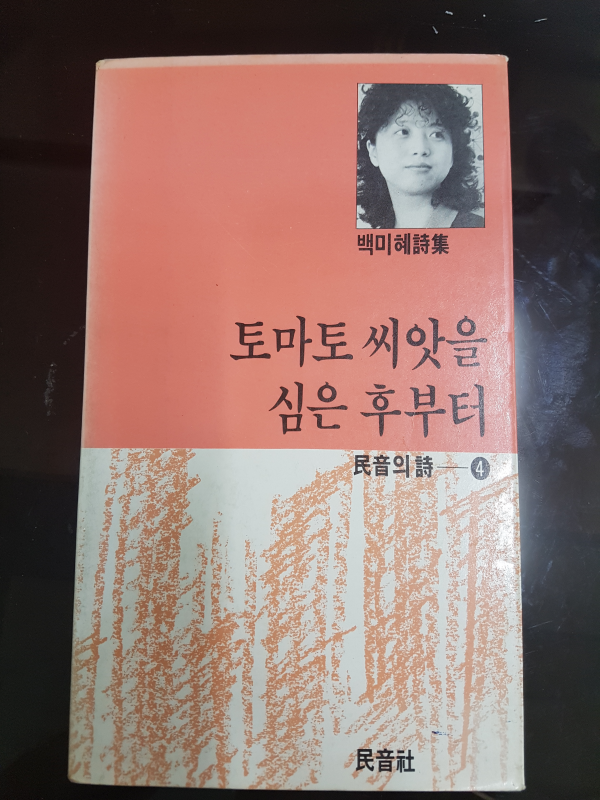 백미혜詩集
토마토 씨앗을
심은 후부터
民音의 詩 — 4
民音社